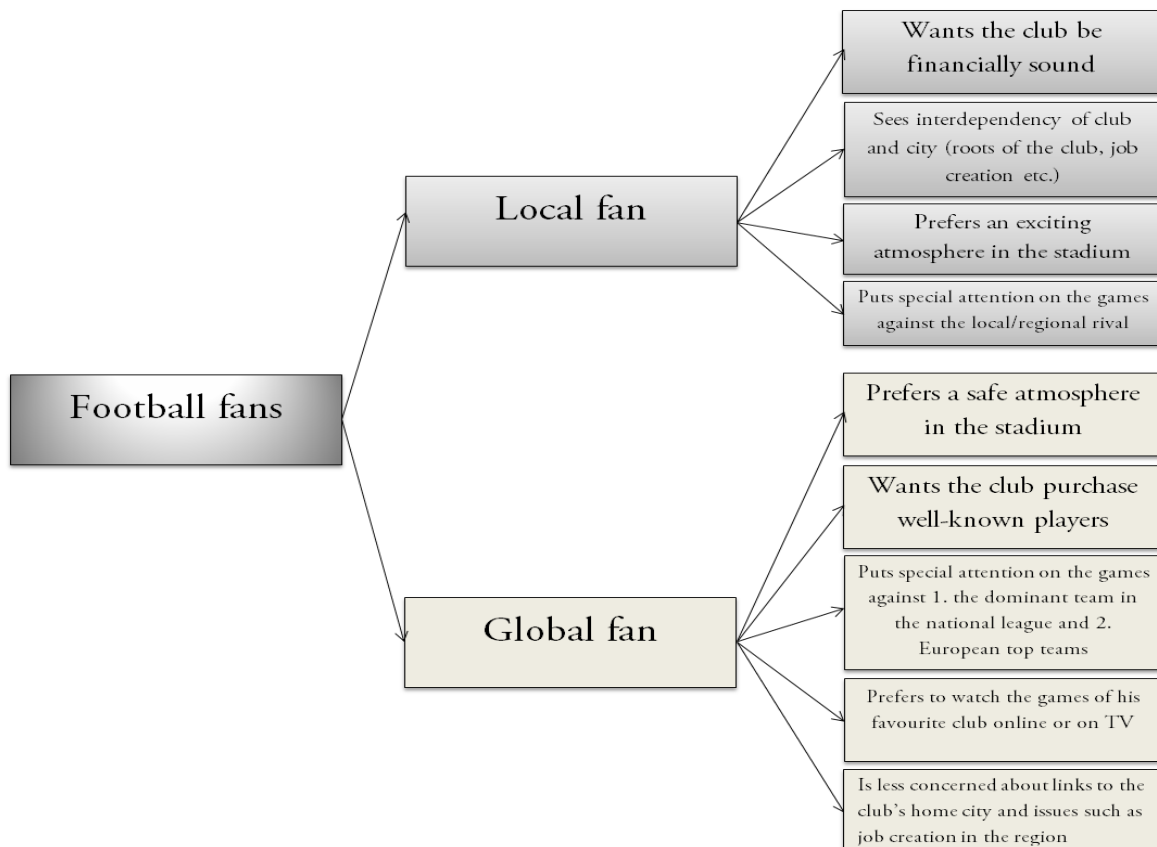 Football fans
Local fan
Wants the club be
financially sound
Sees interdependency of club
and city (roots of the club, job
creation etc.)
Prefers an exciting
atmosphere in the stadium
Puts special attention on the games
against the local/regional rival
Global fan
Prefers a safe atmosphere
in the stadium
Wants the club purchase
well-known players
Puts special attention on the games
against 1. the dominant team in
the national league and 2.
European top teams
Prefers to watch the games of his
favourite club online or on TV
Is less concerned about links to the
club's home city and issues such as
job creation in the region